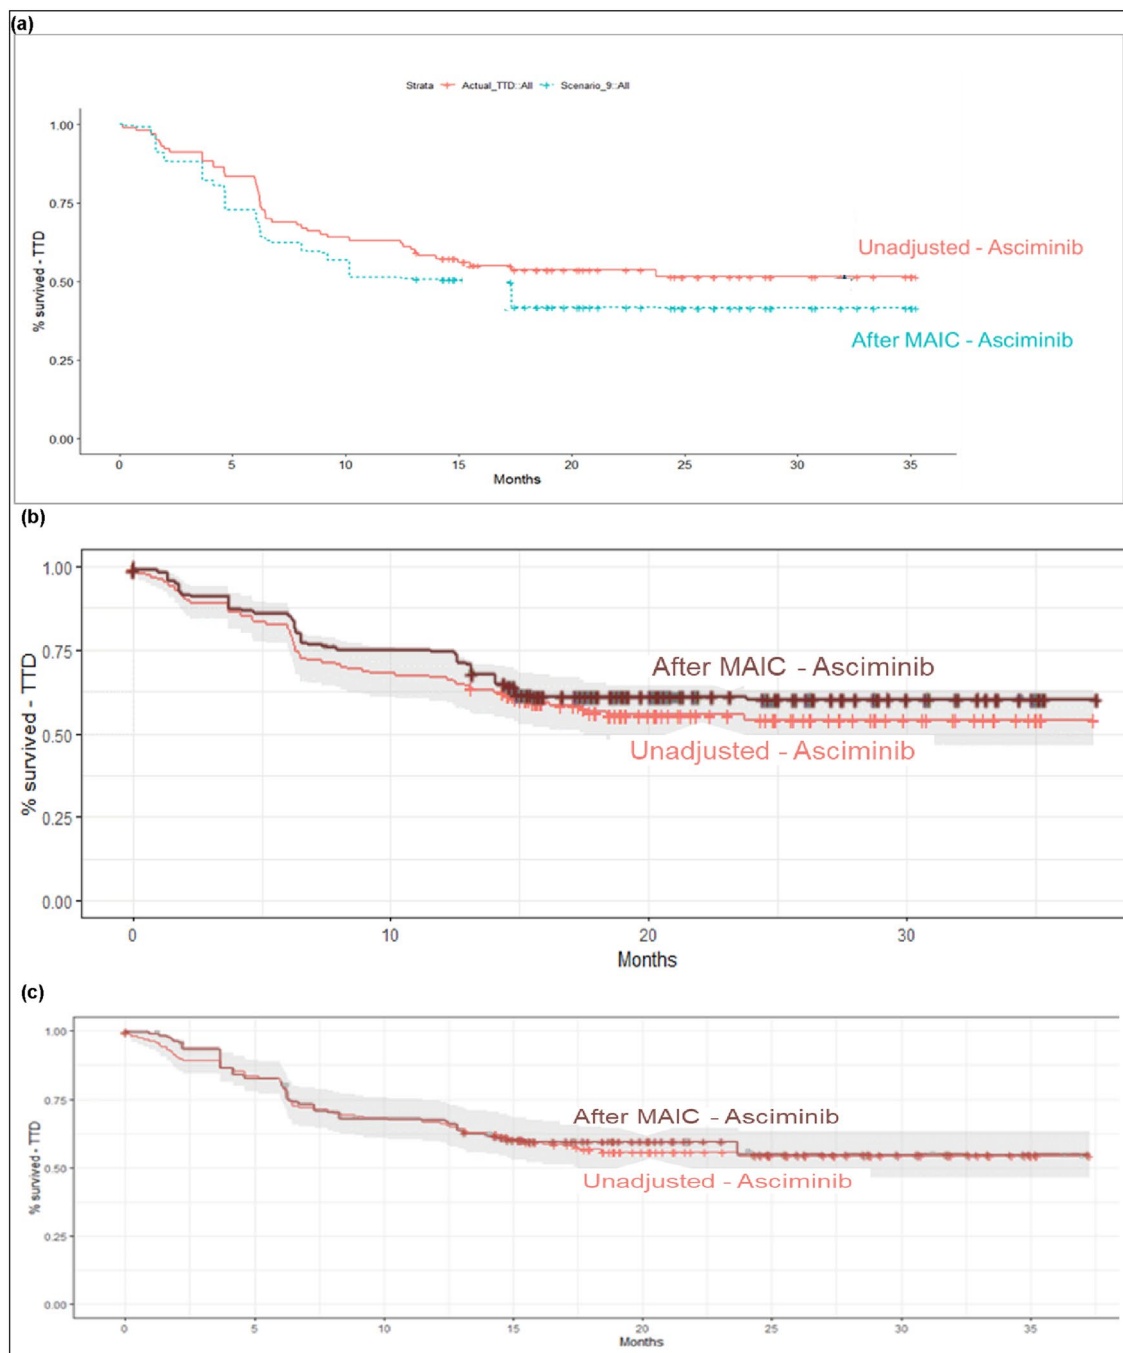 (a)
Strata Actual_TTD::All Scenario_9::All
1.00
0.75
0.50
0.25
0.00
% survived - TTD
Unadjusted - Asciminib
After MAIC - Asciminib
0 5 10 15 20 25 30 35
Months
(b)
1.00
0.75
0.50
0.25
0.00
% survived - TTD
After MAIC - Asciminib
Unadjusted - Asciminib
0 10 20 30
Months
(c)
1.00
0.75
0.50
0.25
0.00
% survived - TTD
After MAIC - Asciminib
Unadjusted - Asciminib
0 5 10 15 20 25 30 35
Months